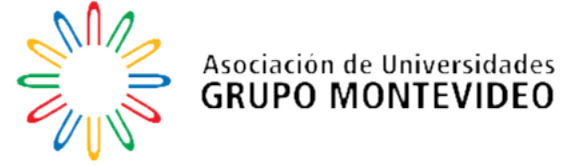 Asociación de Universidades
GRUPO MONTEVIDEO